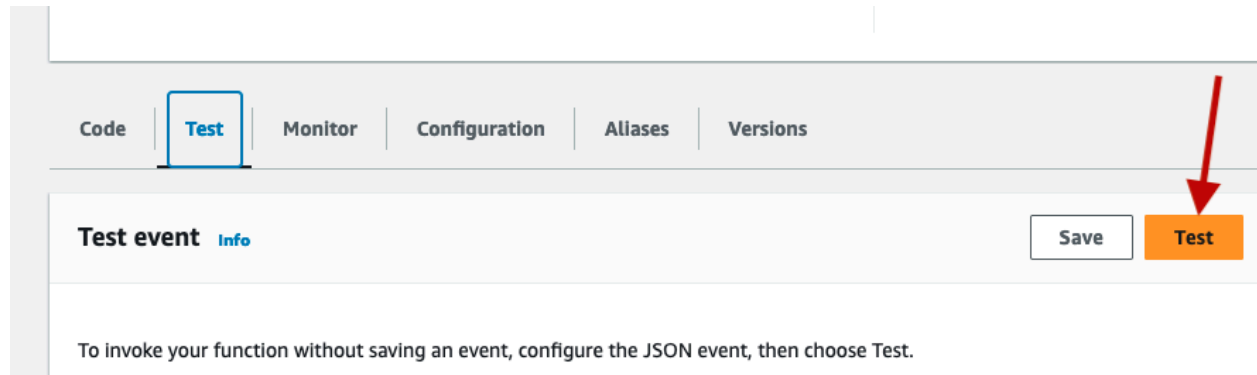 Code Test Monitor Configuration Aliases Versions
Test event Info Save Test
To invoke your function without saving an event, configure the JSON event, then choose Test.